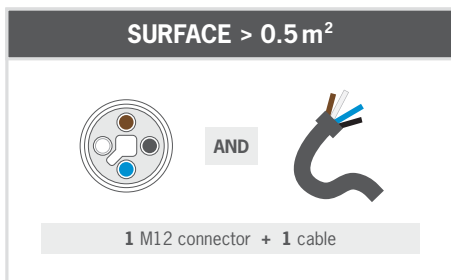 SURFACE > 0.5 m²
AND
1 M12 connector + 1 cable